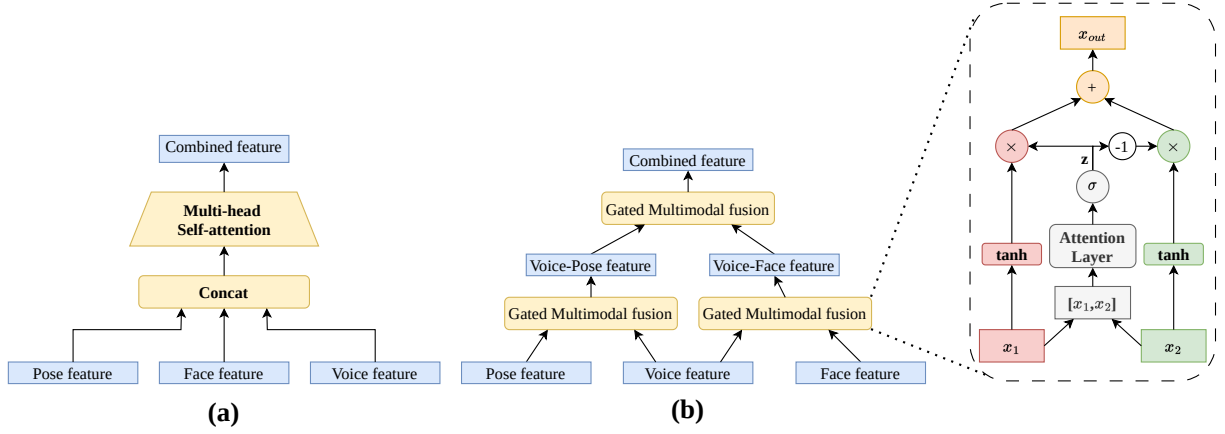 Combined feature
Multi-head
Self-attention
Concat
Pose feature
Face feature
Voice feature
(a)
Combined feature
Gated Multimodal fusion
Voice-Pose feature
Voice-Face feature
Gated Multimodal fusion
Gated Multimodal fusion
Pose feature
Voice feature
Face feature
(b)
x_out
+
×
-1
×
z
σ
tanh
Attention
Layer
tanh
[x_1,x_2]
x_1
x_2